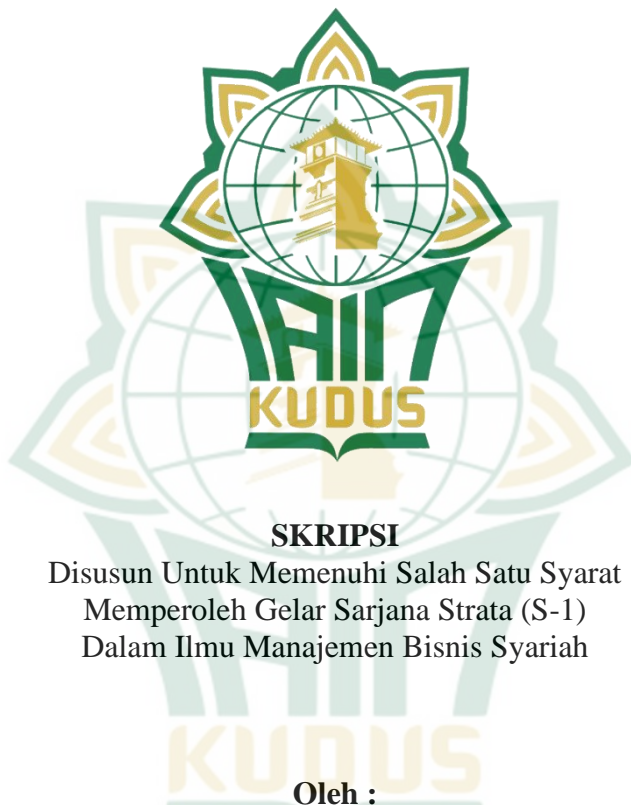 IAIN
KUDUS
SKRIPSI
Disusun Untuk Memenuhi Salah Satu Syarat
Memperoleh Gelar Sarjana Strata (S-1)
Dalam Ilmu Manajemen Bisnis Syariah
KUDUS
Oleh :